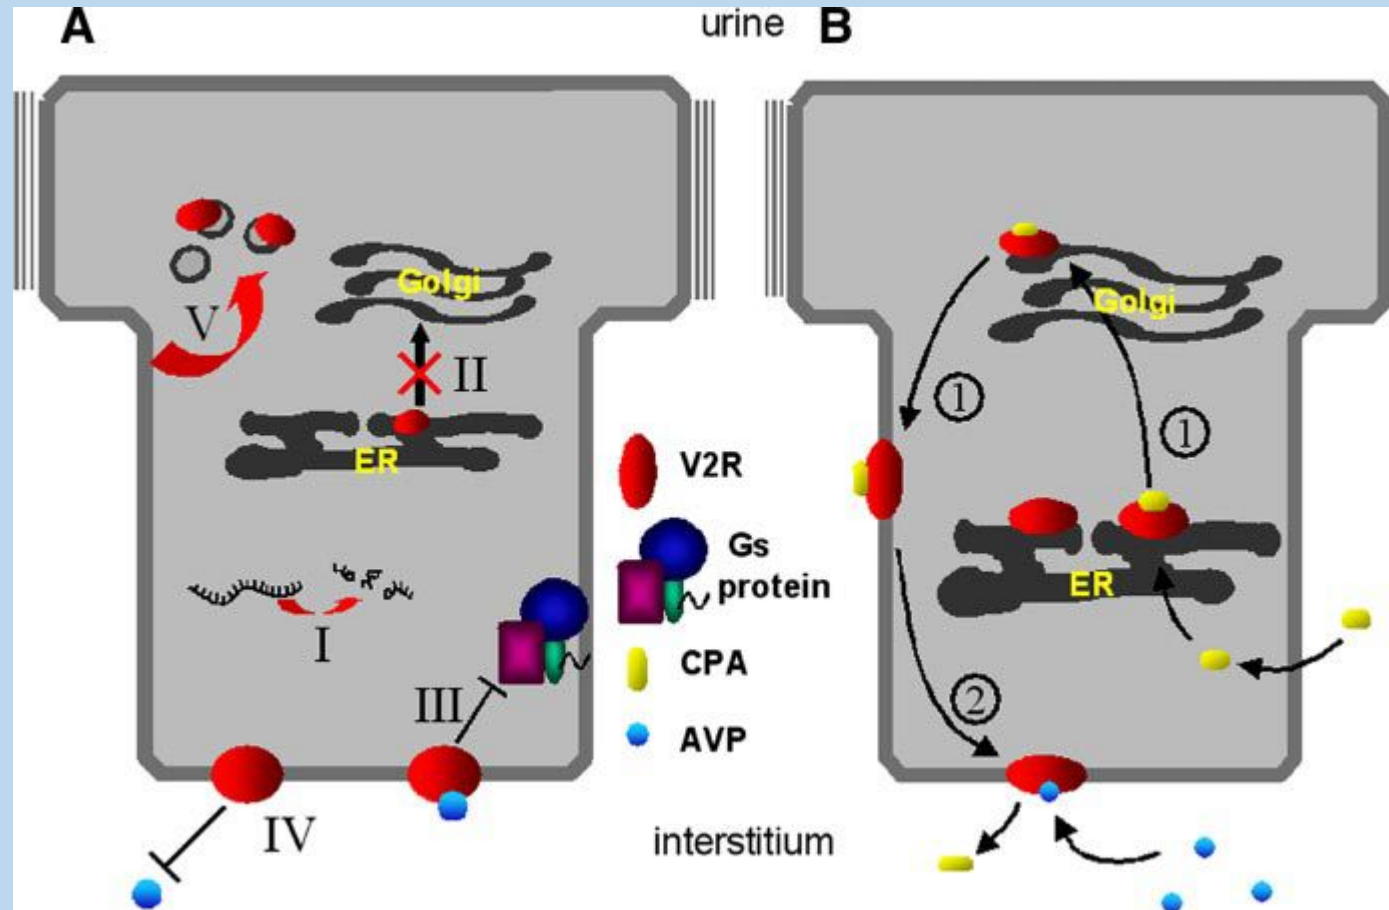 A
urine
B
V
Golgi
II
ER
I
III
IV
V2R
Gs
protein
CPA
AVP
interstitium
Golgi
1
1
ER
2